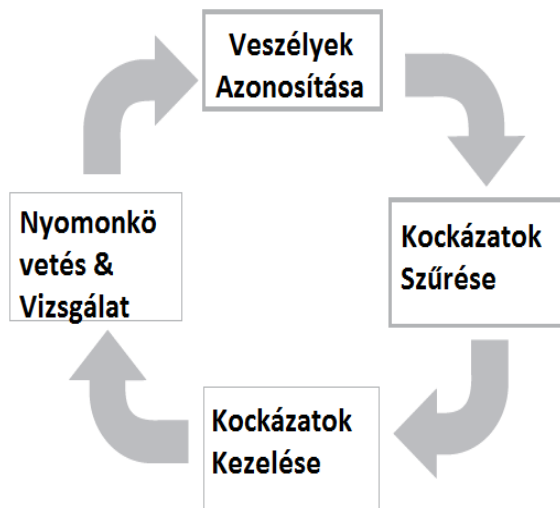 Veszélyek
Azonosítása
Kockázatok
Szűrése
Kockázatok
Kezelése
Nyomonkö
vetés &
Vizsgálat